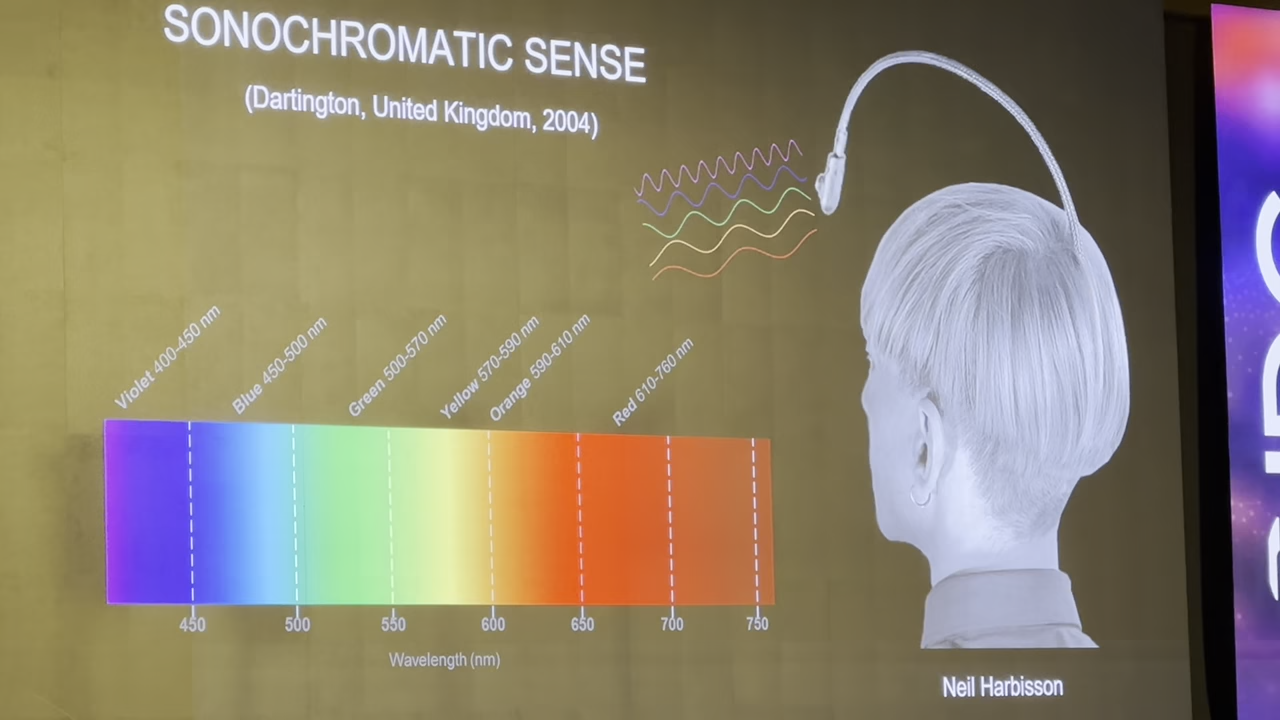 SONOCHROMATIC SENSE
(Dartington, United Kingdom, 2004)
Violet 400-450 nm
Blue 450-500 nm
Green 500-570 nm
Yellow 570-590 nm
Orange 590-610 nm
Red 610-760 nm
450 500 550 600 650 700 750
Wavelength (nm)
Neil Harbisson